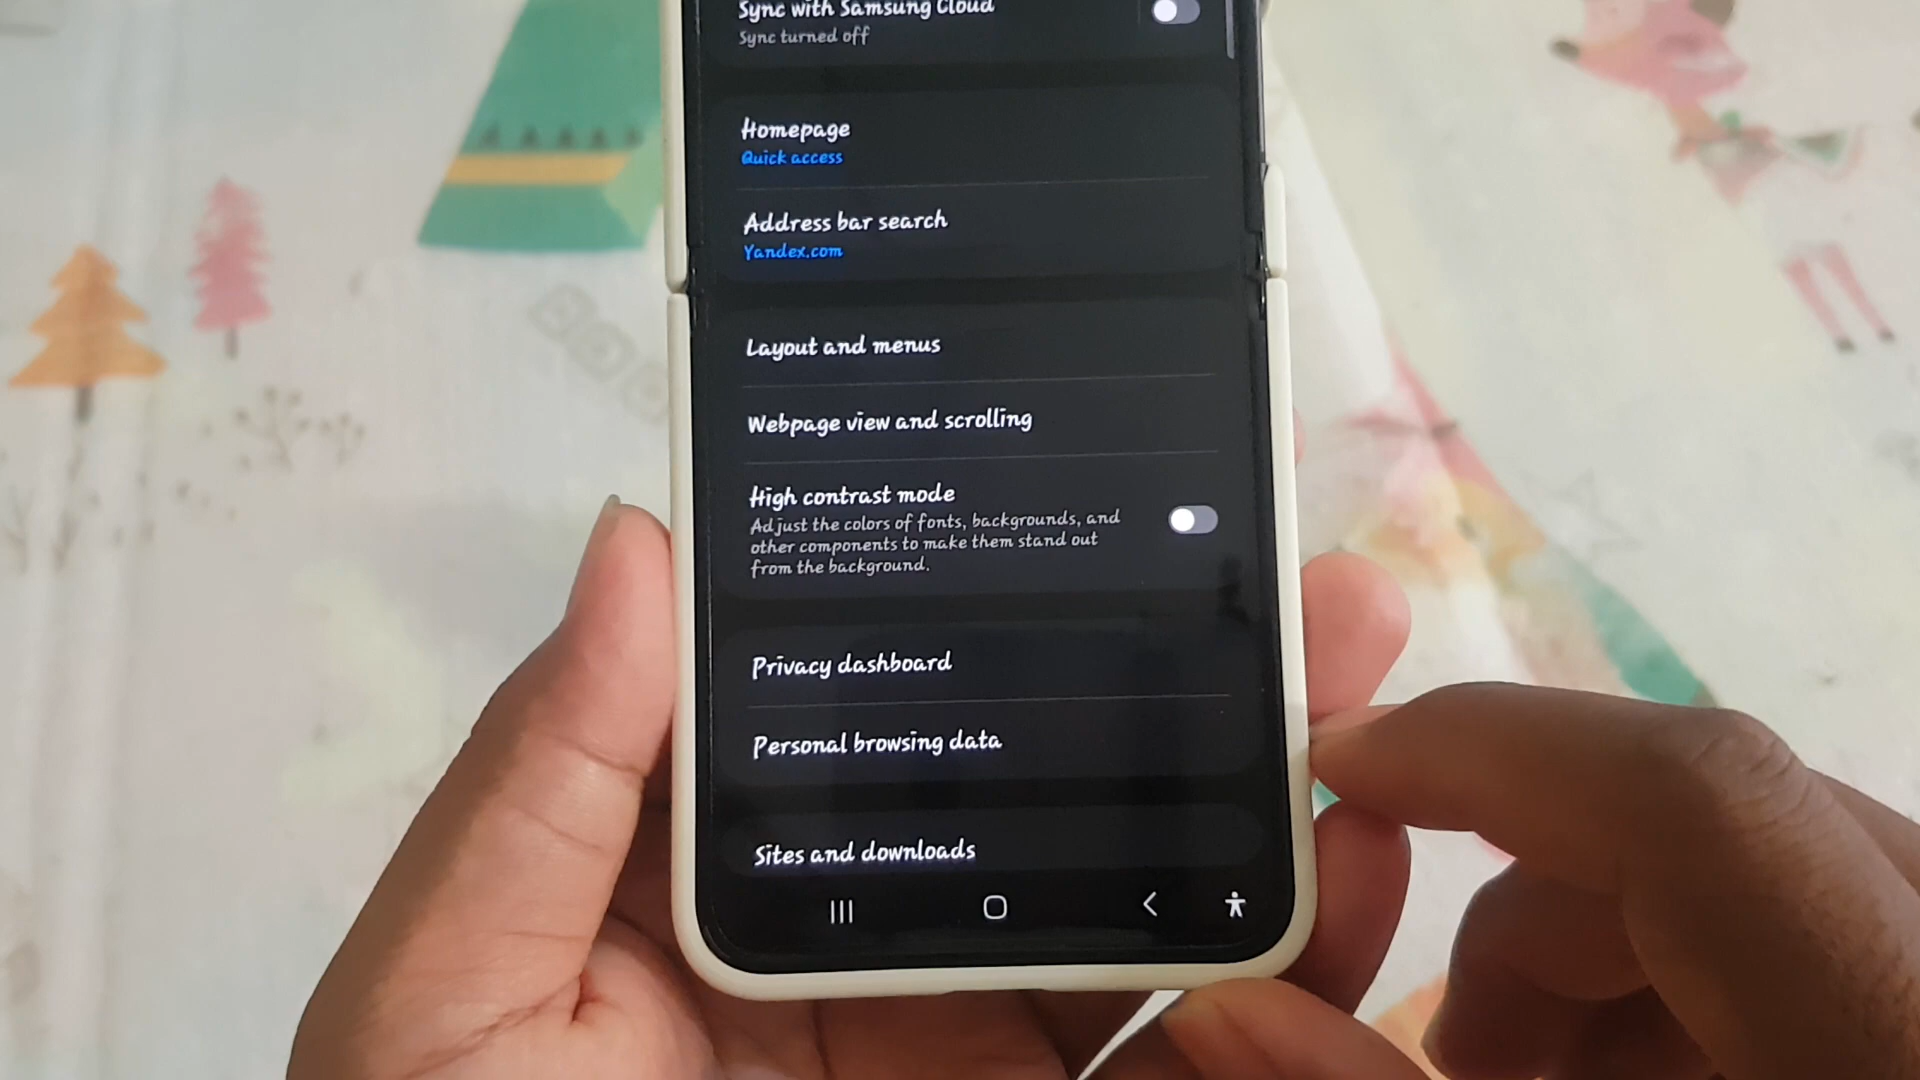 Sync with Samsung Cloud
Sync turned off
Homepage
Quick access
Address bar search
Yandex.com
Layout and menus
Webpage view and scrolling
High contrast mode
Adjust the colors of fonts, backgrounds, and
other components to make them stand out
from the background.
Privacy dashboard
Personal browsing data
Sites and downloads